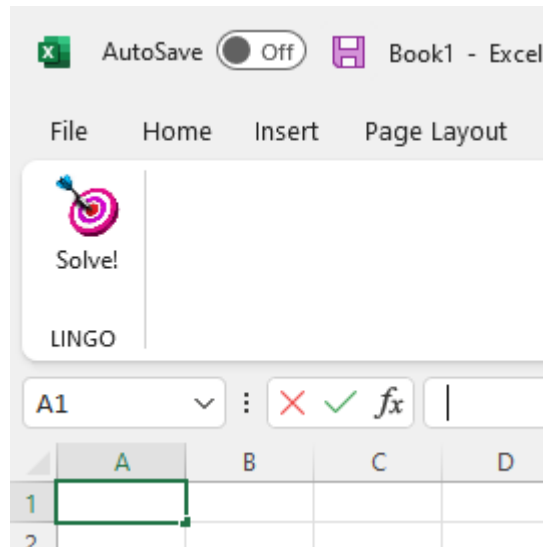 AutoSave Off Book1 - Excel
File Home Insert Page Layout
Solve!
LINGO
A1 fx
A B C D
1
2